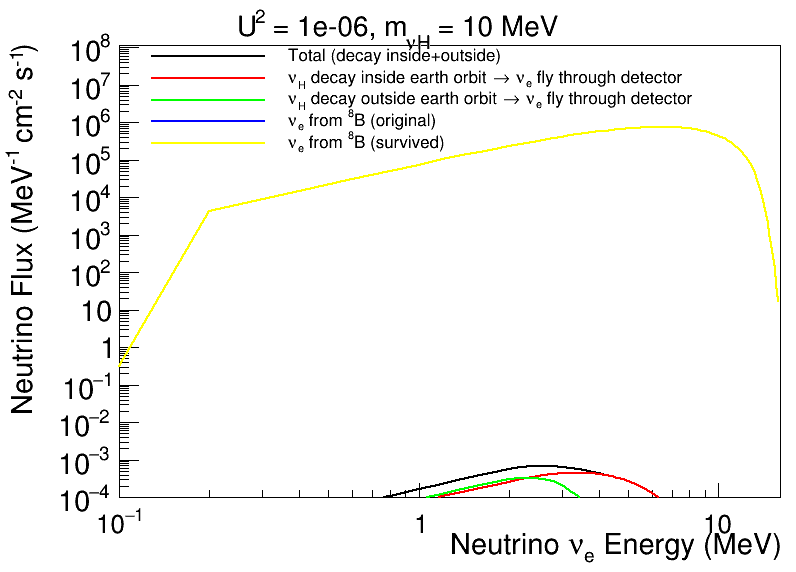 U² = 1e-06, m_νH = 10 MeV
Total (decay inside+outside)
ν_H decay inside earth orbit → ν_e fly through detector
ν_H decay outside earth orbit → ν_e fly through detector
ν_e from ⁸B (original)
ν_e from ⁸B (survived)
Neutrino Flux (MeV⁻¹ cm⁻² s⁻¹)
10⁸
10⁷
10⁶
10⁵
10⁴
10³
10²
10
1
10⁻¹
10⁻²
10⁻³
10⁻⁴
10⁻¹ 1 10
Neutrino ν_e Energy (MeV)